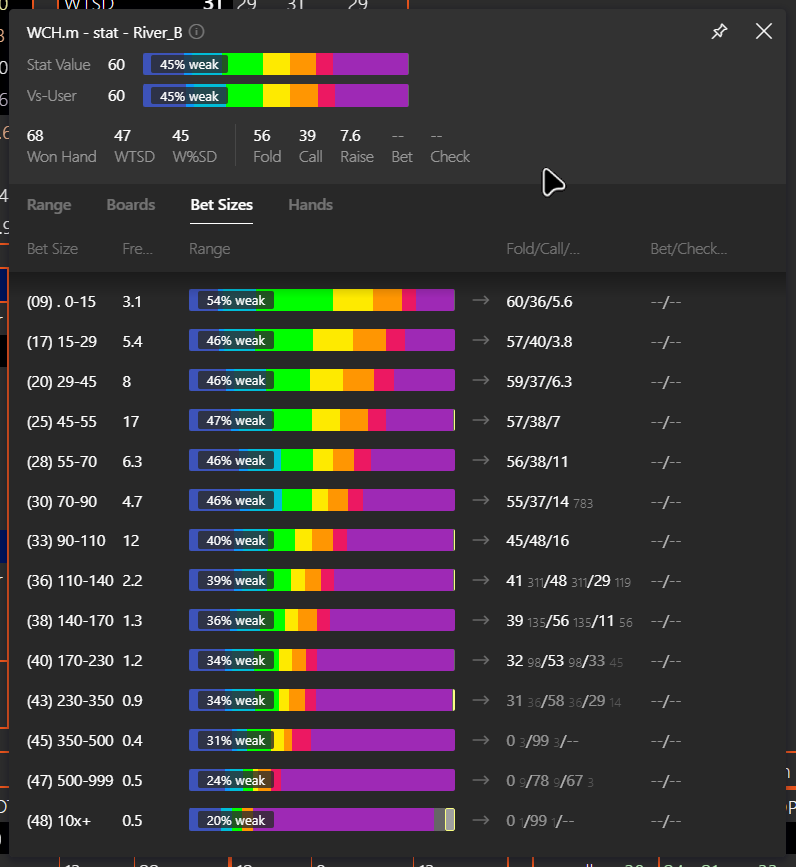 WTSD 31 29 31 29
WCH.m - stat - River_B
Stat Value 60 45% weak
Vs-User 60 45% weak
68 47 45 56 39 7.6 -- --
Won Hand WTSD W%SD Fold Call Raise Bet Check
Range Boards Bet Sizes Hands
Bet Size Fre... Range Fold/Call/... Bet/Check...
(09) . 0-15 3.1 54% weak → 60/36/5.6 --/--
(17) 15-29 5.4 46% weak → 57/40/3.8 --/--
(20) 29-45 8 46% weak → 59/37/6.3 --/--
(25) 45-55 17 47% weak → 57/38/7 --/--
(28) 55-70 6.3 46% weak → 56/38/11 --/--
(30) 70-90 4.7 46% weak → 55/37/14 783 --/--
(33) 90-110 12 40% weak → 45/48/16 --/--
(36) 110-140 2.2 39% weak → 41 311/48 311/29 119 --/--
(38) 140-170 1.3 36% weak → 39 135/56 135/11 56 --/--
(40) 170-230 1.2 34% weak → 32 98/53 98/33 45 --/--
(43) 230-350 0.9 34% weak → 31 36/58 36/29 14 --/--
(45) 350-500 0.4 31% weak → 0 3/99 3/-- --/--
(47) 500-999 0.5 24% weak → 0 9/78 9/67 3 --/--
(48) 10x+ 0.5 20% weak → 0 1/99 1/-- --/--